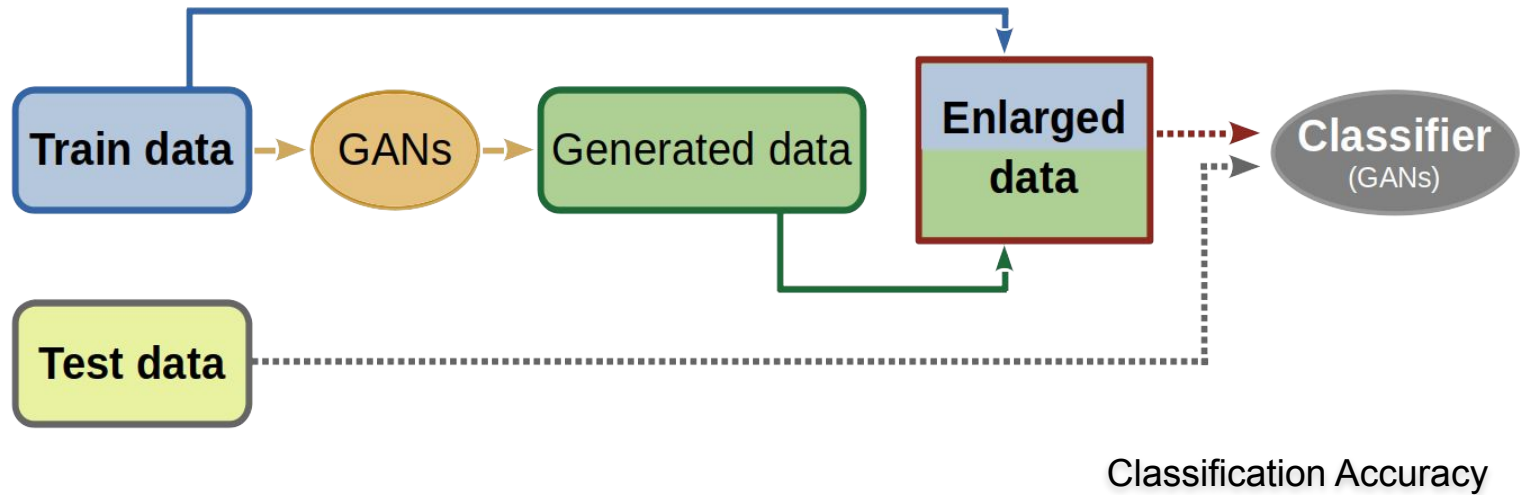 Train data
GANs
Generated data
Enlarged
data
Classifier
(GANs)
Test data
Classification Accuracy